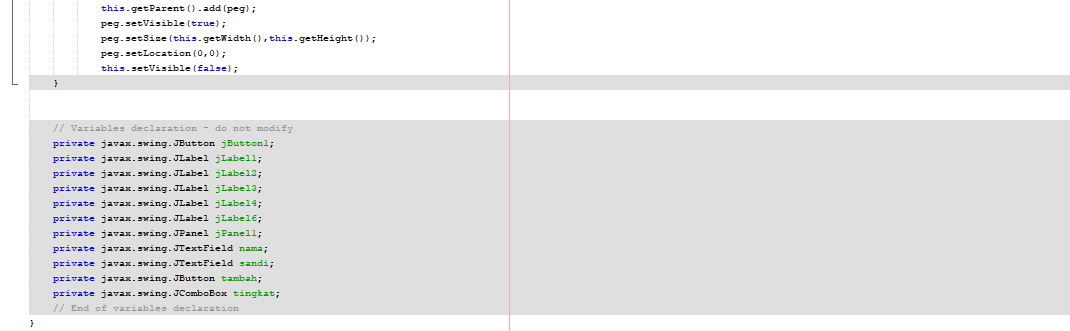 this.getParent().add(peg);
peg.setVisible(true);
peg.setSize(this.getWidth(),this.getHeight());
peg.setLocation(0,0);
this.setVisible(false);
}
// Variables declaration - do not modify
private javax.swing.JButton jButton1;
private javax.swing.JLabel jLabel1;
private javax.swing.JLabel jLabel2;
private javax.swing.JLabel jLabel3;
private javax.swing.JLabel jLabel4;
private javax.swing.JLabel jLabel6;
private javax.swing.JPanel jPanel1;
private javax.swing.JTextField nama;
private javax.swing.JTextField sandi;
private javax.swing.JButton tambah;
private javax.swing.JComboBox tingkat;
// End of variables declaration
}